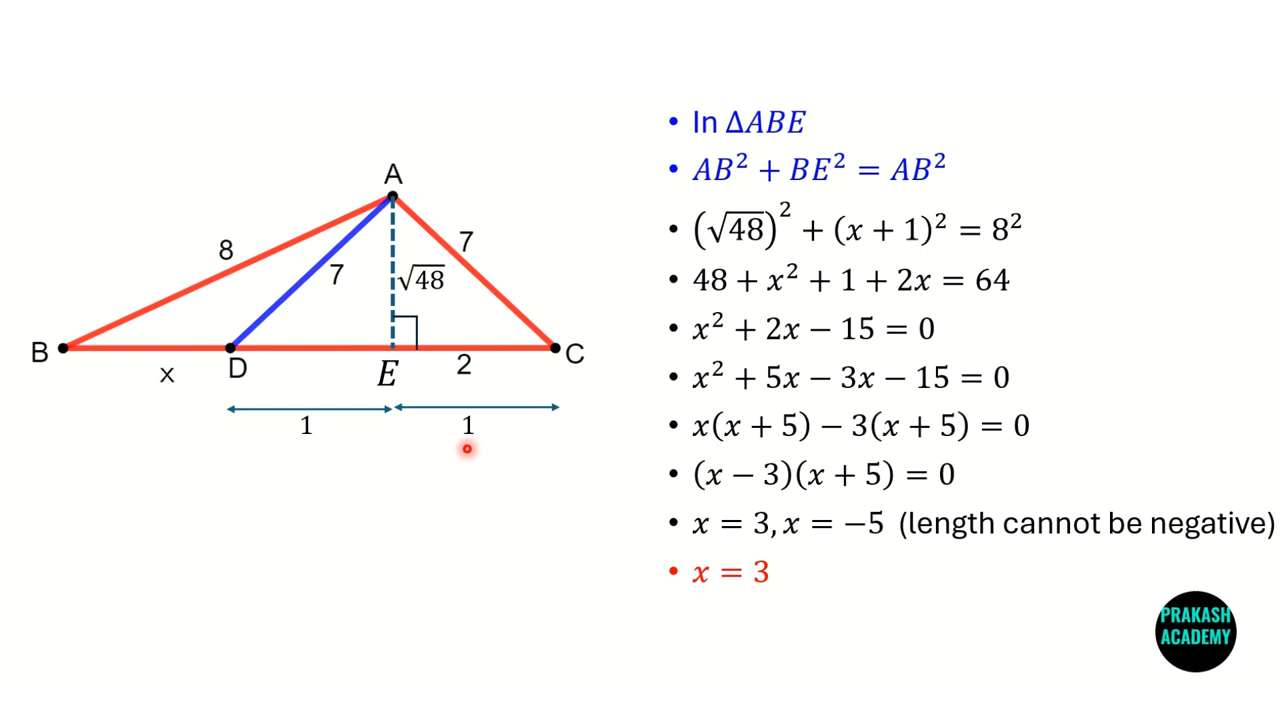 A
8
7
7
√48
B
x
D
E
2
C
1
1
• In ΔABE
• AB² + BE² = AB²
• (√48)² + (x + 1)² = 8²
• 48 + x² + 1 + 2x = 64
• x² + 2x − 15 = 0
• x² + 5x − 3x − 15 = 0
• x(x + 5) − 3(x + 5) = 0
• (x − 3)(x + 5) = 0
• x = 3, x = −5 (length cannot be negative)
• x = 3
PRAKASH
ACADEMY